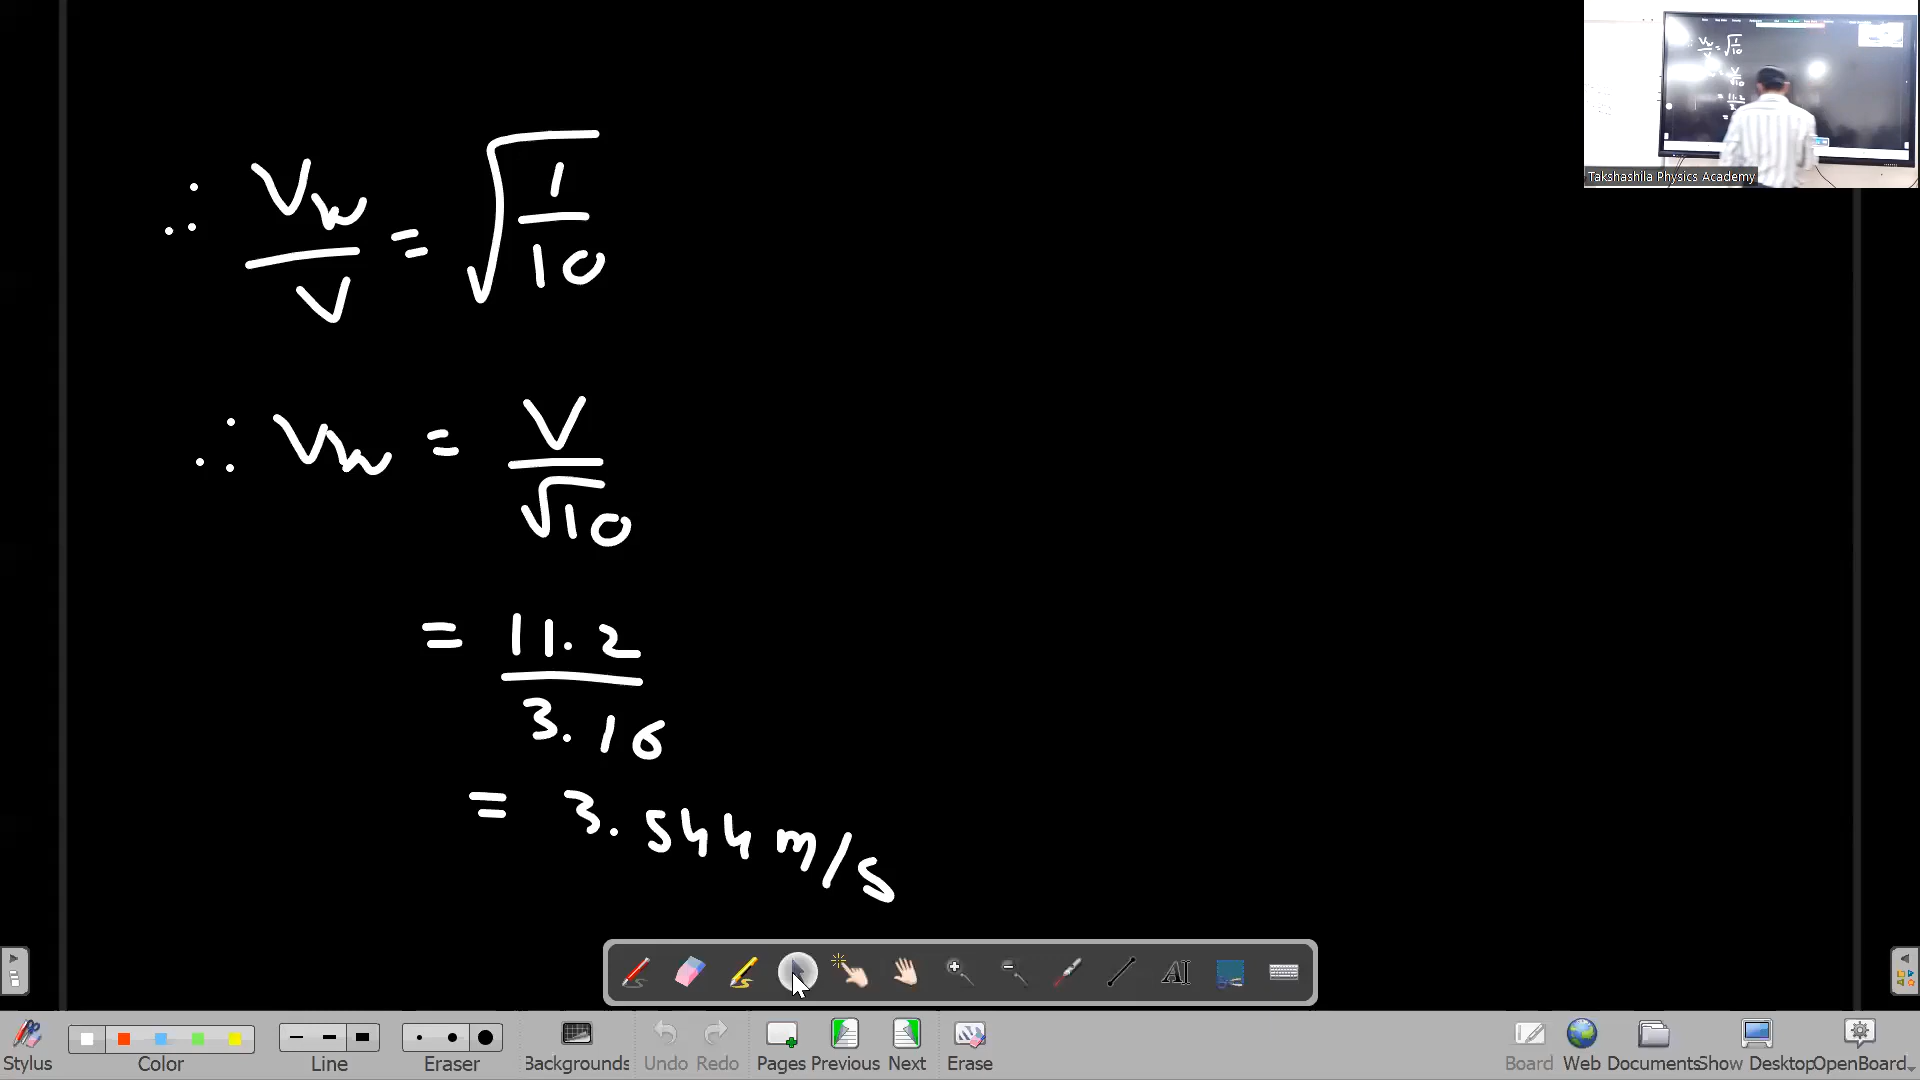 ∴ Vw/V = √(1/10)
∴ Vw = V/√10
= 11.2/3.16
= 3.544 m/s
Takshashila Physics Academy
Stylus
Color
Line
Eraser
Backgrounds
Undo
Redo
Pages
Previous
Next
Erase
Board
Web
Documents
Show Desktop
OpenBoard